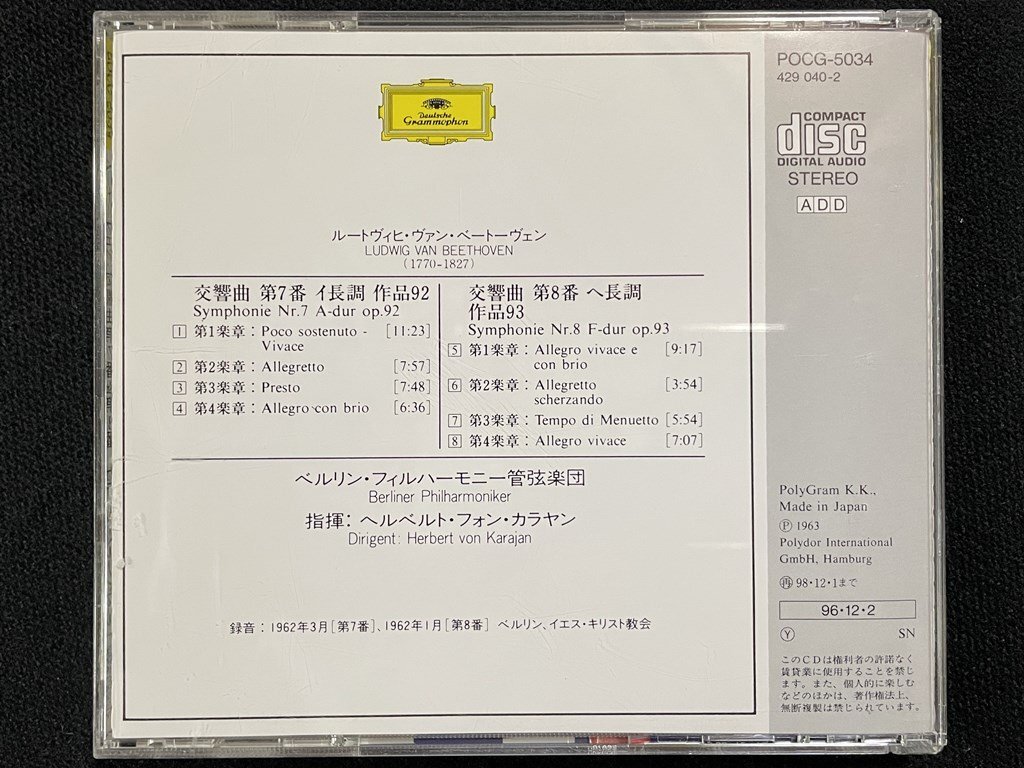 Deutsche
Grammophon
ルートヴィヒ・ヴァン・ベートーヴェン
LUDWIG VAN BEETHOVEN
(1770-1827)
交響曲 第7番 イ長調 作品92
Symphonie Nr.7 A-dur op.92
1 第1楽章：Poco sostenuto - [11:23]
Vivace
2 第2楽章：Allegretto [7:57]
3 第3楽章：Presto [7:48]
4 第4楽章：Allegro con brio [6:36]
交響曲 第8番 ヘ長調
作品93
Symphonie Nr.8 F-dur op.93
5 第1楽章：Allegro vivace e [9:17]
con brio
6 第2楽章：Allegretto [3:54]
scherzando
7 第3楽章：Tempo di Menuetto [5:54]
8 第4楽章：Allegro vivace [7:07]
ベルリン・フィルハーモニー管弦楽団
Berliner Philharmoniker
指揮：ヘルベルト・フォン・カラヤン
Dirigent: Herbert von Karajan
録音：1962年3月[第7番]、1962年1月[第8番] ベルリン、イエス・キリスト教会
POCG-5034
429 040-2
COMPACT
disc
DIGITAL AUDIO
STEREO
ADD
PolyGram K.K.,
Made in Japan
Ⓟ 1963
Polydor International
GmbH, Hamburg
再 98・12・1まで
96・12・2
Ⓨ SN
このCDは権利者の許諾なく
賃貸業に使用することを禁じ
ます。また、個人的に楽しむ
などのほかは、著作権法上、
無断複製は禁じられています。